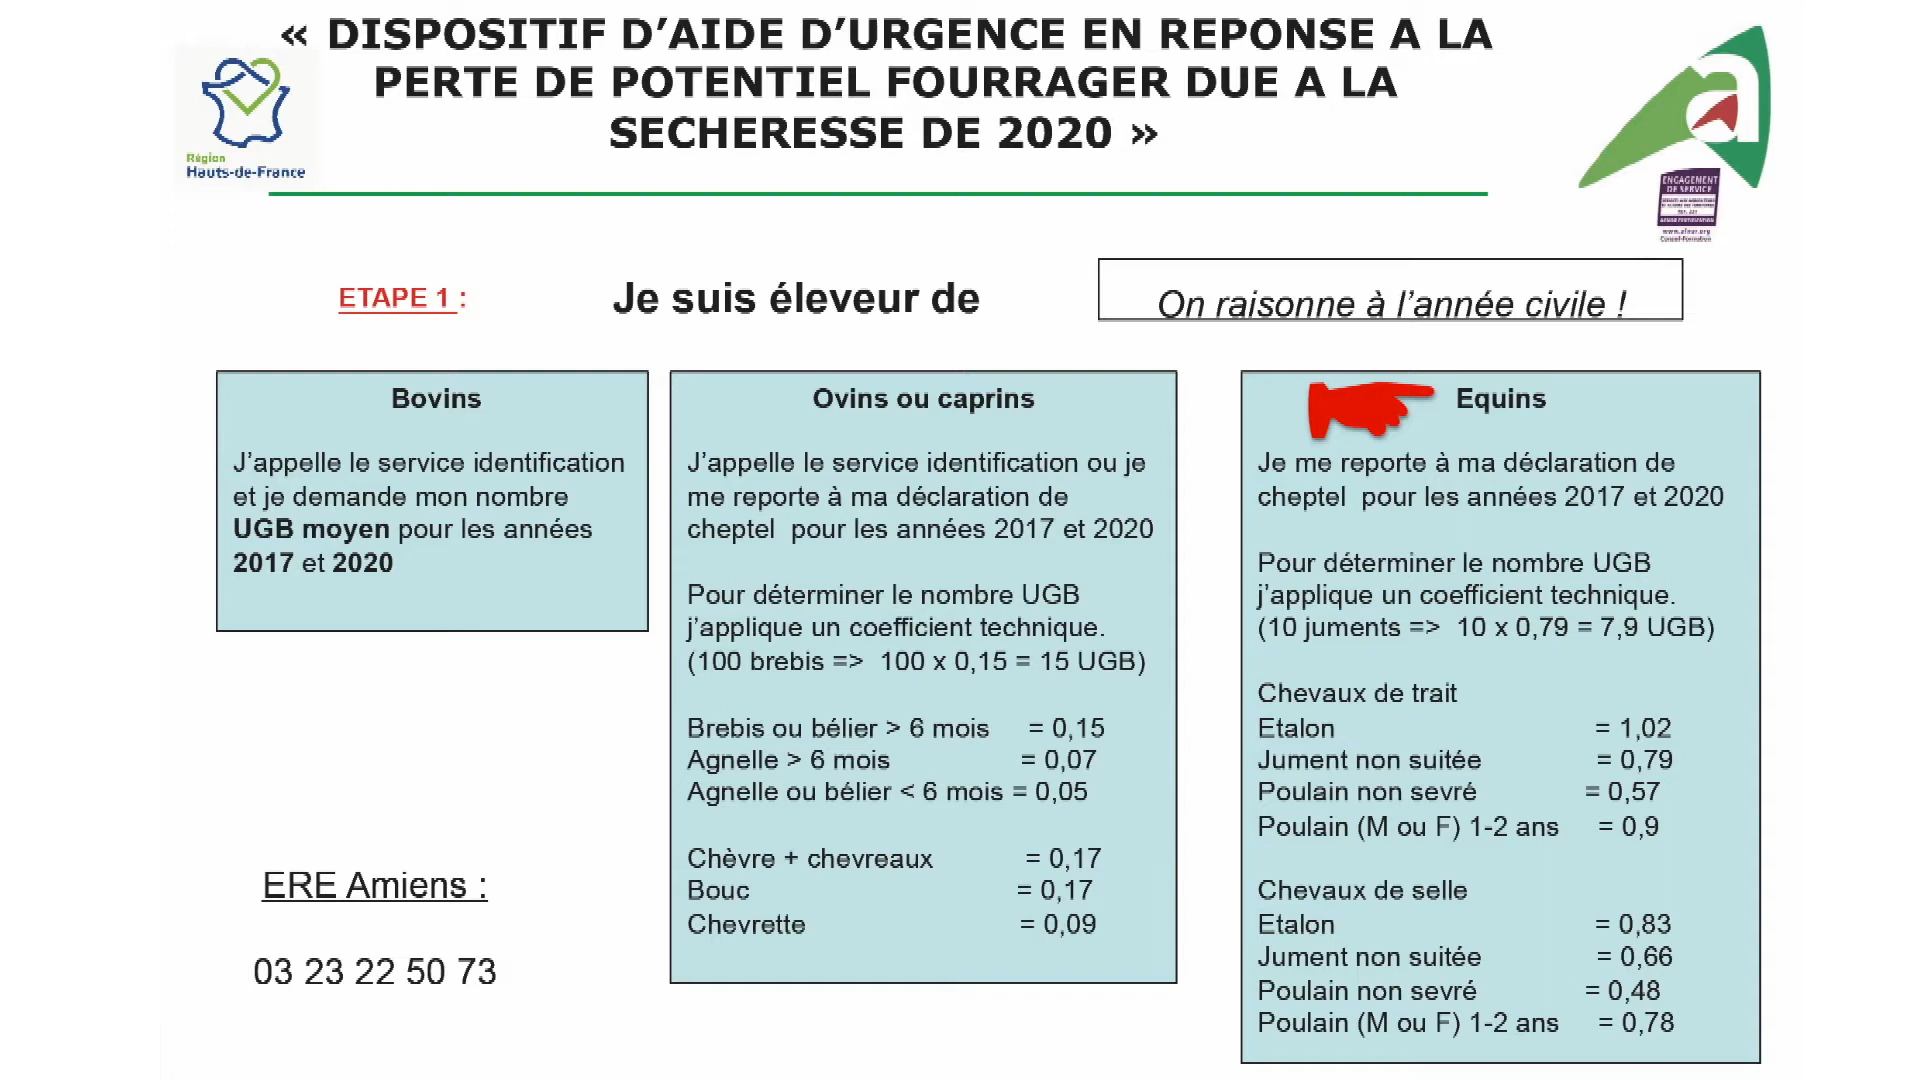 « DISPOSITIF D’AIDE D’URGENCE EN REPONSE A LA
PERTE DE POTENTIEL FOURRAGER DUE A LA
SECHERESSE DE 2020 »
Région
Hauts-de-France
ENGAGEMENT
DE SERVICE
www.afnor.org
Conseil-Formation
ETAPE 1 :
Je suis éleveur de
On raisonne à l’année civile !
Bovins
J’appelle le service identification
et je demande mon nombre
UGB moyen pour les années
2017 et 2020
Ovins ou caprins
J’appelle le service identification ou je
me reporte à ma déclaration de
cheptel pour les années 2017 et 2020
Pour déterminer le nombre UGB
j’applique un coefficient technique.
(100 brebis => 100 x 0,15 = 15 UGB)
Brebis ou bélier > 6 mois = 0,15
Agnelle > 6 mois = 0,07
Agnelle ou bélier < 6 mois = 0,05
Chèvre + chevreaux = 0,17
Bouc = 0,17
Chevrette = 0,09
Equins
Je me reporte à ma déclaration de
cheptel pour les années 2017 et 2020
Pour déterminer le nombre UGB
j’applique un coefficient technique.
(10 juments => 10 x 0,79 = 7,9 UGB)
Chevaux de trait
Etalon = 1,02
Jument non suitée = 0,79
Poulain non sevré = 0,57
Poulain (M ou F) 1-2 ans = 0,9
Chevaux de selle
Etalon = 0,83
Jument non suitée = 0,66
Poulain non sevré = 0,48
Poulain (M ou F) 1-2 ans = 0,78
ERE Amiens :
03 23 22 50 73